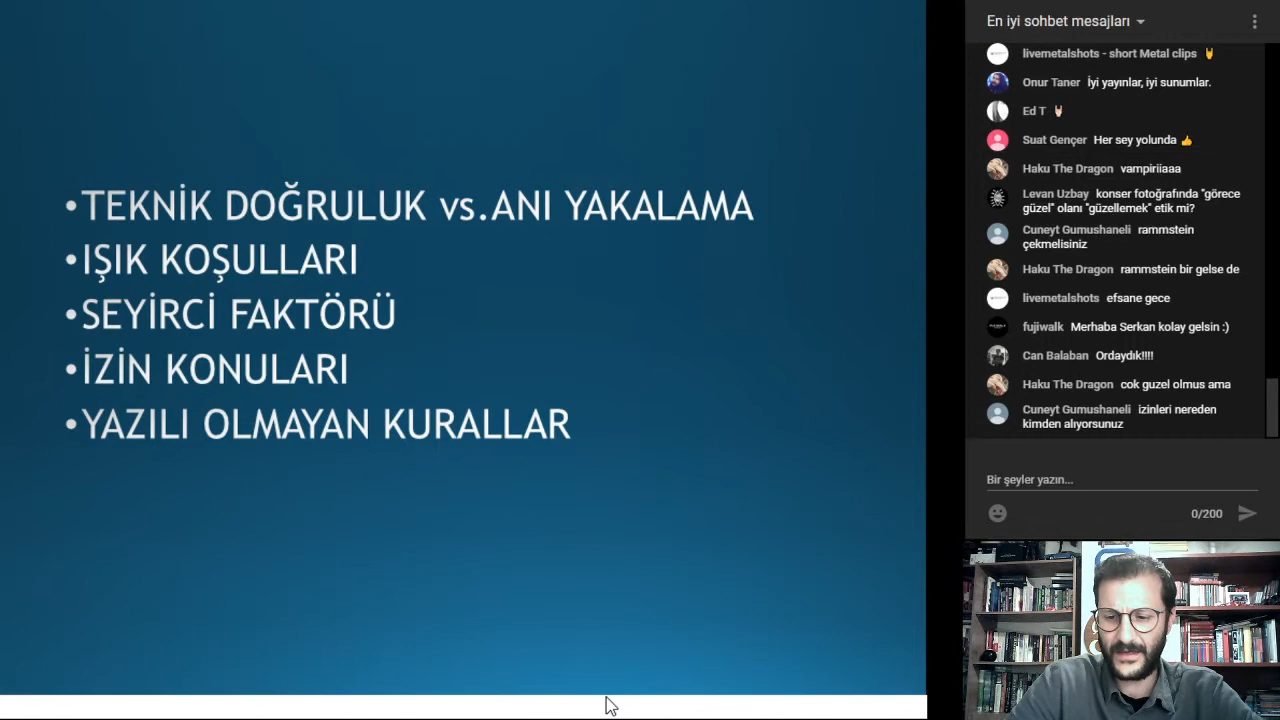 •TEKNİK DOĞRULUK vs.ANI YAKALAMA
•IŞIK KOŞULLARI
•SEYİRCİ FAKTÖRÜ
•İZİN KONULARI
•YAZILI OLMAYAN KURALLAR
En iyi sohbet mesajları
livemetalshots - short Metal clips 🤘
Onur Taner İyi yayınlar, iyi sunumlar.
Ed T 🤘🏻
Suat Gençer Her sey yolunda 👍
Haku The Dragon vampiriiaaa
Levan Uzbay konser fotoğrafında "görece
güzel" olanı "güzellemek" etik mi?
Cuneyt Gumushaneli rammstein
çekmelisiniz
Haku The Dragon rammstein bir gelse de
livemetalshots efsane gece
fujiwalk Merhaba Serkan kolay gelsin :)
Can Balaban Ordaydık!!!!
Haku The Dragon cok guzel olmus ama
Cuneyt Gumushaneli izinleri nereden
kimden alıyorsunuz
Bir şeyler yazın...
0/200